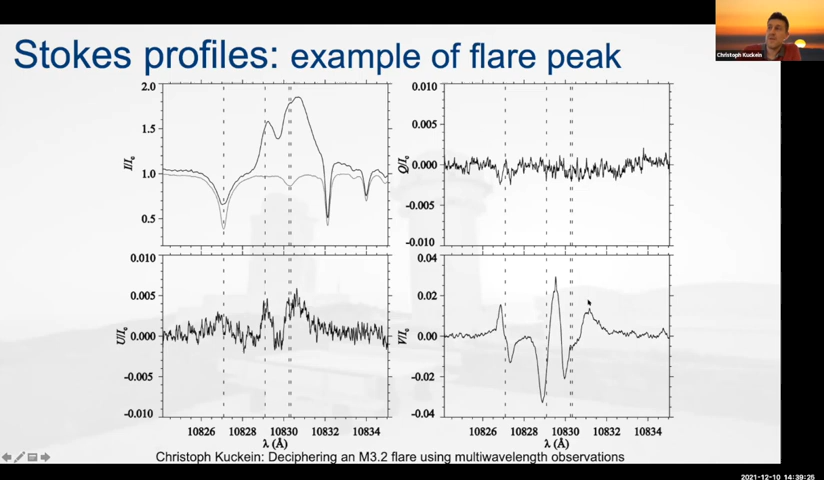 Christoph Kuckein
Stokes profiles: example of flare peak
2.0
1.5
1.0
0.5
I/Ic
0.010
0.005
0.000
-0.005
-0.010
Q/Ic
0.010
0.005
0.000
-0.005
-0.010
U/Ic
10826 10828 10830 10832 10834
λ (Å)
0.04
0.02
0.00
-0.02
-0.04
V/Ic
10826 10828 10830 10832 10834
λ (Å)
Christoph Kuckein: Deciphering an M3.2 flare using multiwavelength observations
2021-12-10 14:39:25